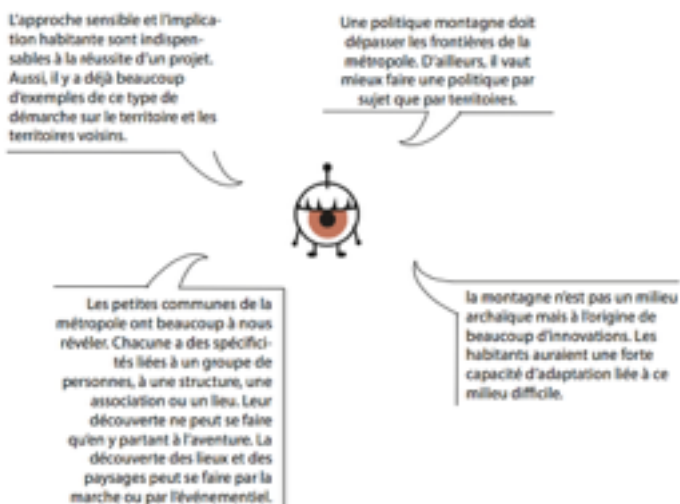 L'approche sensible et l'implica-
tion habitante sont indispen-
sables à la réussite d'un projet.
Aussi, il y a déjà beaucoup
d'exemples de ce type de
démarche sur le territoire et les
territoires voisins.
Une politique montagne doit
dépasser les frontières de la
métropole. D'ailleurs, il vaut
mieux faire une politique par
sujet que par territoires.
Les petites communes de la
métropole ont beaucoup à nous
révéler. Chacune a des spécifici-
tés liées à un groupe de
personnes, à une structure, une
association ou un lieu. Leur
découverte ne peut se faire
qu'en y partant à l'aventure. La
découverte des lieux et des
paysages peut se faire par la
marche ou par l'événementiel.
la montagne n'est pas un milieu
archaïque mais à l'origine de
beaucoup d'innovations. Les
habitants auraient une forte
capacité d'adaptation liée à ce
milieu difficile.